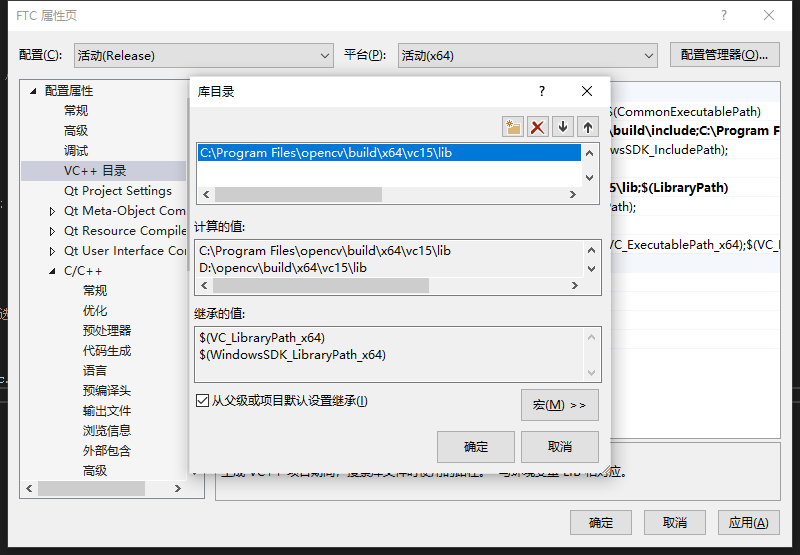 FTC 属性页
配置(C):
活动(Release)
平台(P):
活动(x64)
配置管理器(O)...
配置属性
常规
高级
调试
VC++ 目录
Qt Project Settings
Qt Meta-Object Com
Qt Resource Compile
Qt User Interface Co
C/C++
常规
优化
预处理器
代码生成
语言
预编译头
输出文件
浏览信息
外部包含
高级
库目录
C:\Program Files\opencv\build\x64\vc15\lib
计算的值:
C:\Program Files\opencv\build\x64\vc15\lib
D:\opencv\build\x64\vc15\lib
继承的值:
$(VC_LibraryPath_x64)
$(WindowsSDK_LibraryPath_x64)
从父级或项目默认设置继承(I)
宏(M) >>
确定
取消
$(CommonExecutablePath)
build\include;C:\Program F
owsSDK_IncludePath);
5\lib;$(LibraryPath)
ath);
VC_ExecutablePath_x64);$(VC_
确定
取消
应用(A)